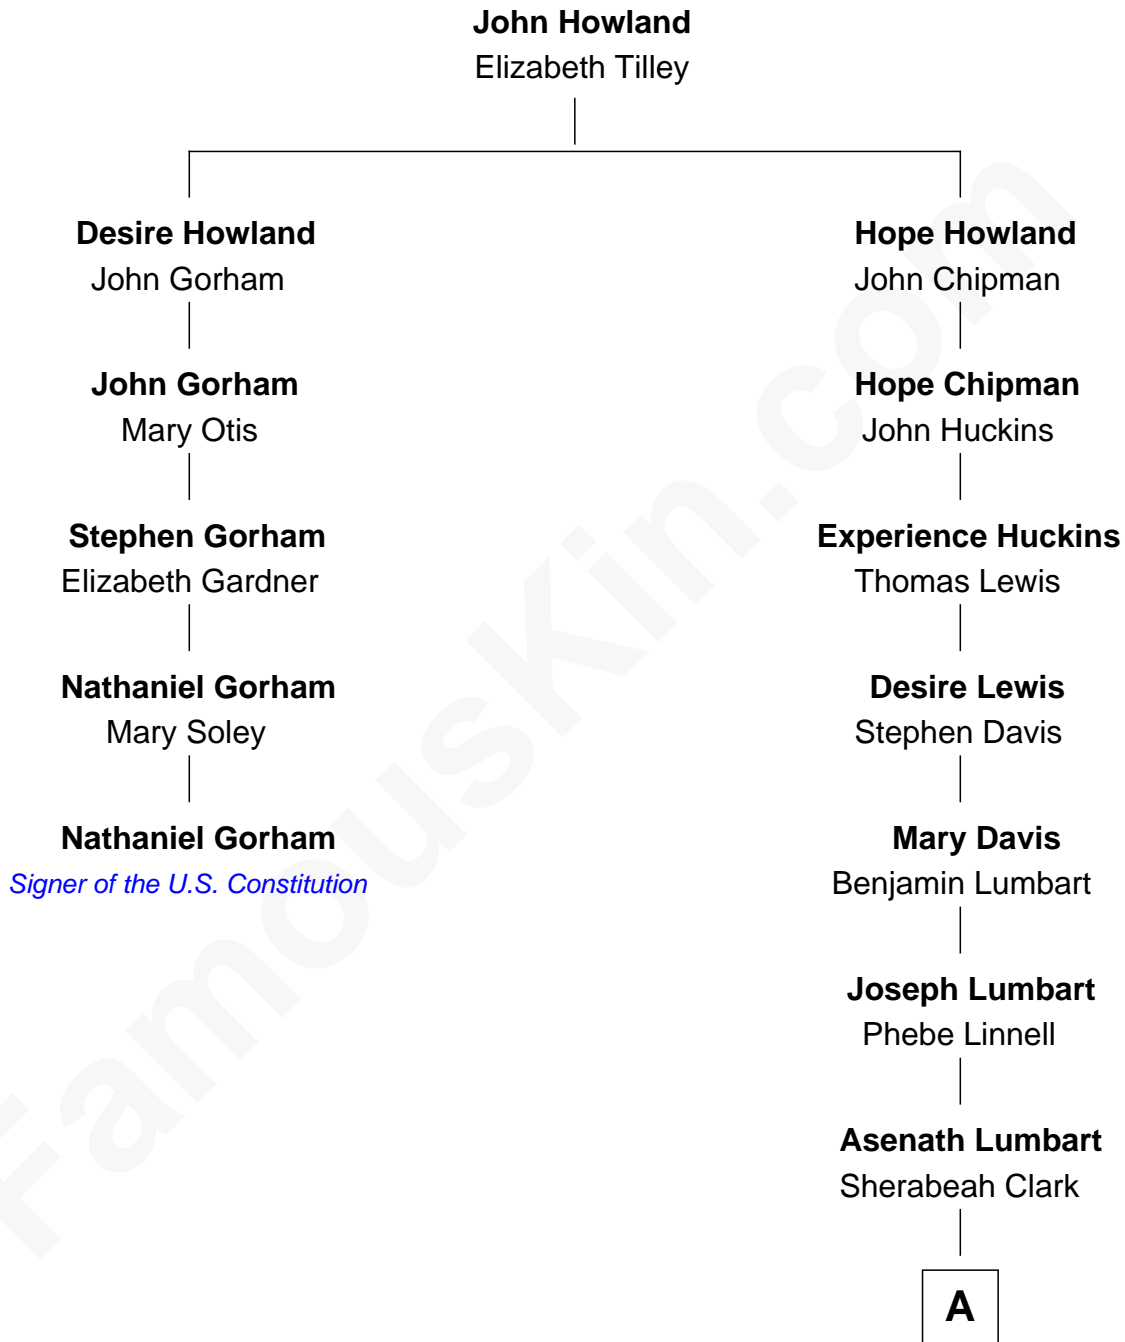 John Howland
Elizabeth Tilley
Desire Howland
John Gorham
Hope Howland
John Chipman
John Gorham
Mary Otis
Hope Chipman
John Huckins
Stephen Gorham
Elizabeth Gardner
Experience Huckins
Thomas Lewis
Nathaniel Gorham
Mary Soley
Desire Lewis
Stephen Davis
Nathaniel Gorham
Signer of the U.S. Constitution
Mary Davis
Benjamin Lumbart
Joseph Lumbart
Phebe Linnell
Asenath Lumbart
Sherabeah Clark
A
FamousKin.com